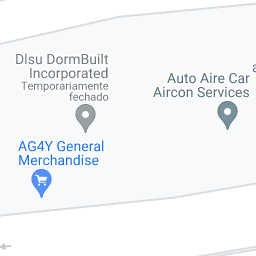 Dlsu DormBuilt
Incorporated
Temporariamente
fechado
Auto Aire Car
Aircon Services
AG4Y General
Merchandise